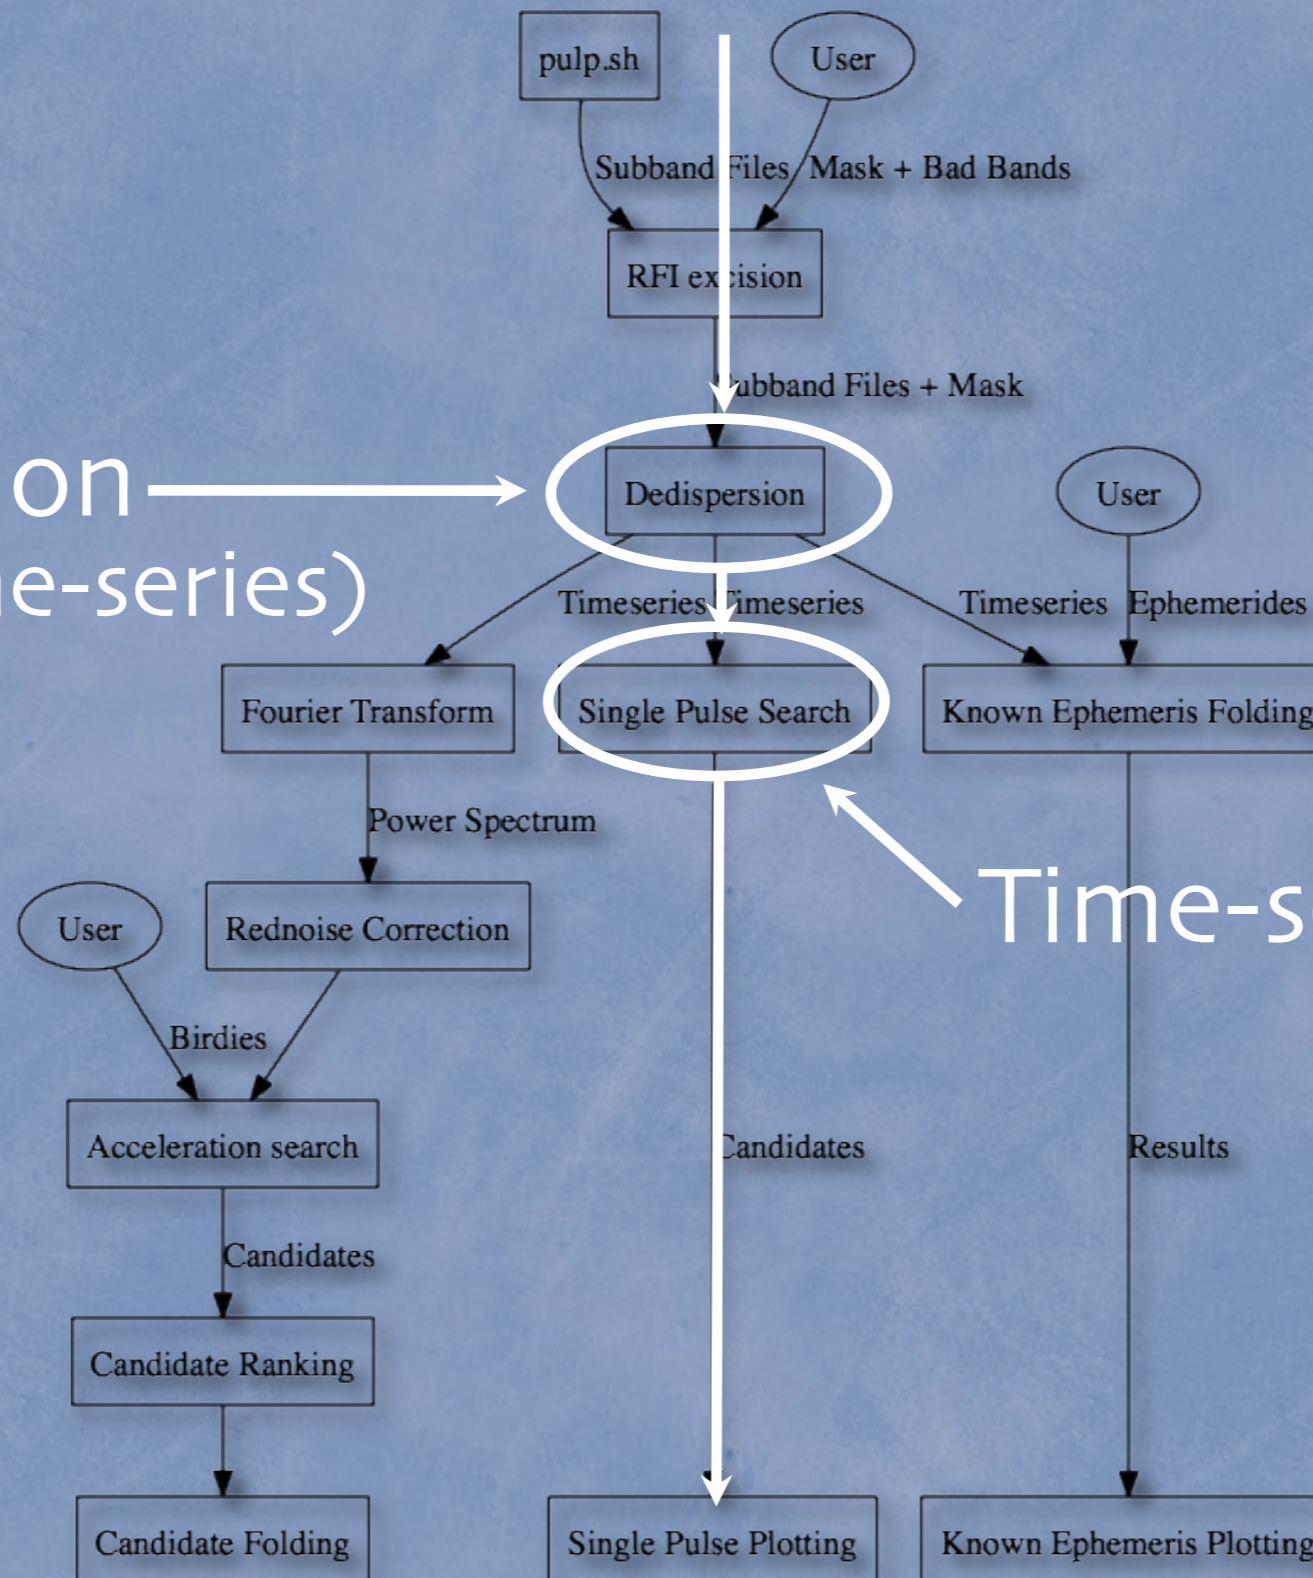 pulp.sh
User
Subband Files
Mask + Bad Bands
RFI excision
Subband Files + Mask
on
Dedispersion
User
ne-series)
Timeseries
Timeseries
Timeseries
Ephemerides
Fourier Transform
Single Pulse Search
Known Ephemeris Folding
Power Spectrum
Time-s
User
Rednoise Correction
Birdies
Acceleration search
Candidates
Results
Candidates
Candidate Ranking
Candidate Folding
Single Pulse Plotting
Known Ephemeris Plotting